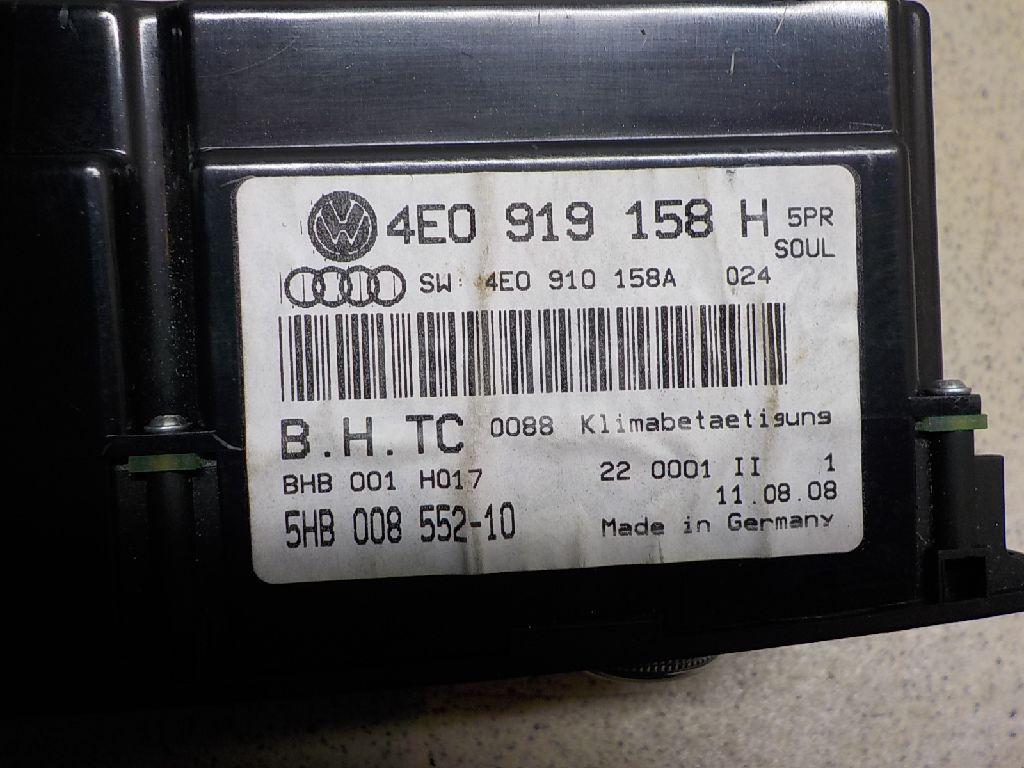 4E0 919 158 H 5PR
SOUL
SW: 4E0 910 158A 024
B.H.TC 0088 Klimabetaetigung
BHB 001 H017 22 0001 II 1
11.08.08
5HB 008 552-10 Made in Germany